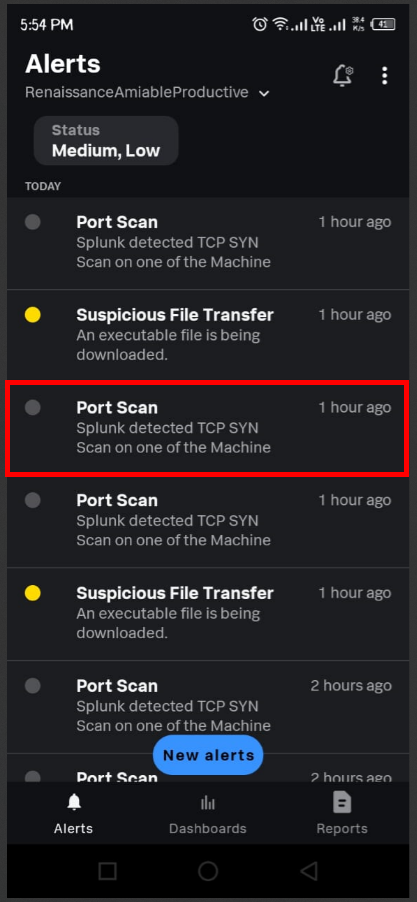 5:54 PM
Vo LTE 38.4 K/s 41
Alerts
RenaissanceAmiableProductive
Status
Medium, Low
TODAY
Port Scan 1 hour ago
Splunk detected TCP SYN
Scan on one of the Machine
Suspicious File Transfer 1 hour ago
An executable file is being
downloaded.
Port Scan 1 hour ago
Splunk detected TCP SYN
Scan on one of the Machine
Port Scan 1 hour ago
Splunk detected TCP SYN
Scan on one of the Machine
Suspicious File Transfer 1 hour ago
An executable file is being
downloaded.
Port Scan 2 hours ago
Splunk detected TCP SYN
Scan on one of the Machine
New alerts
Port Scan 2 hours ago
Alerts Dashboards Reports